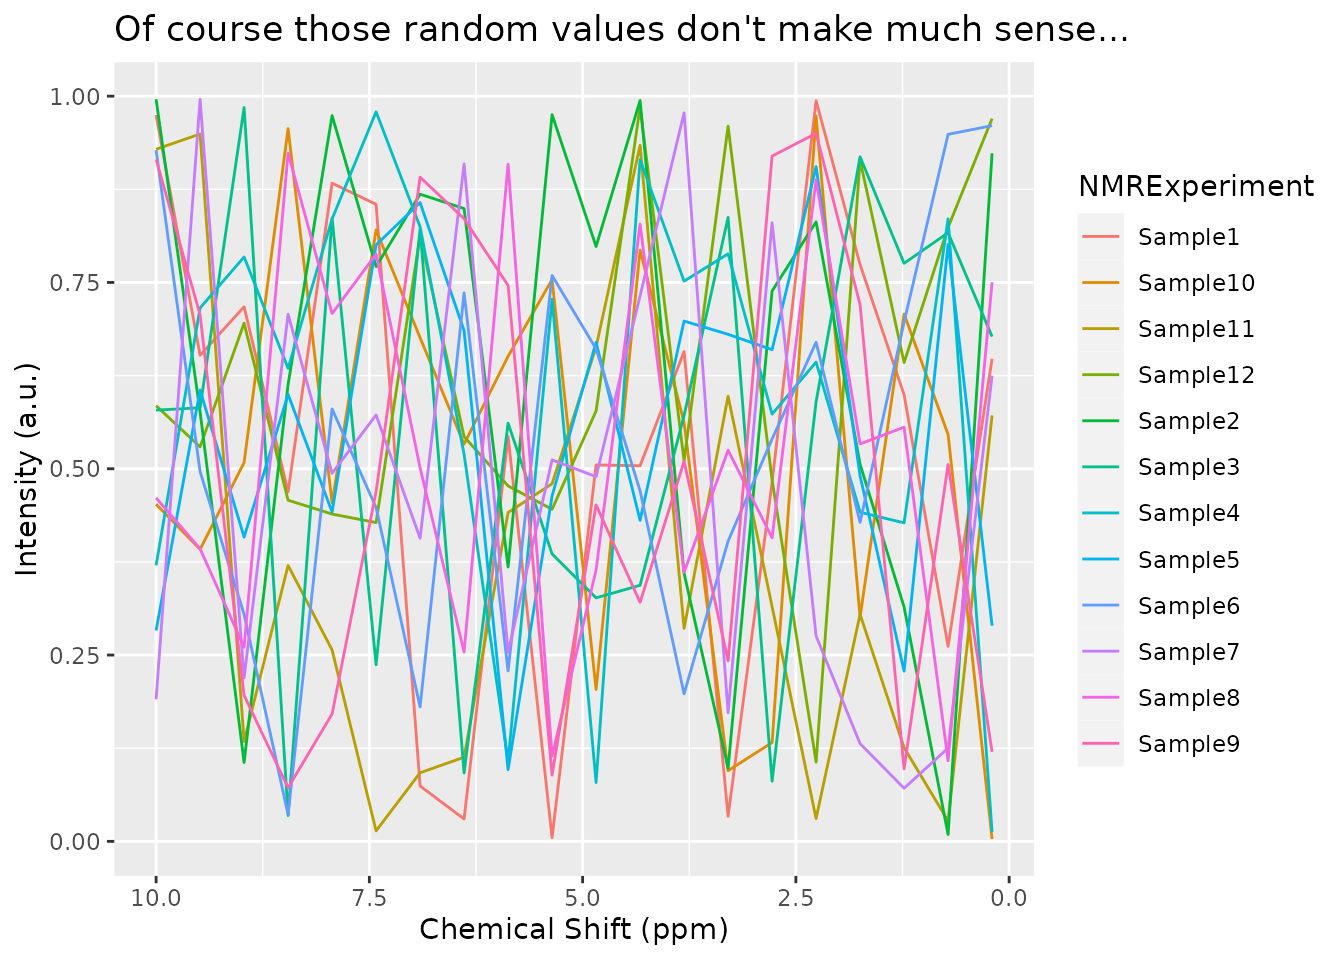 Of course those random values don't make much sense...
1.00
0.75
0.50
0.25
0.00
Intensity (a.u.)
10.0 7.5 5.0 2.5 0.0
Chemical Shift (ppm)
NMRExperiment
Sample1
Sample10
Sample11
Sample12
Sample2
Sample3
Sample4
Sample5
Sample6
Sample7
Sample8
Sample9